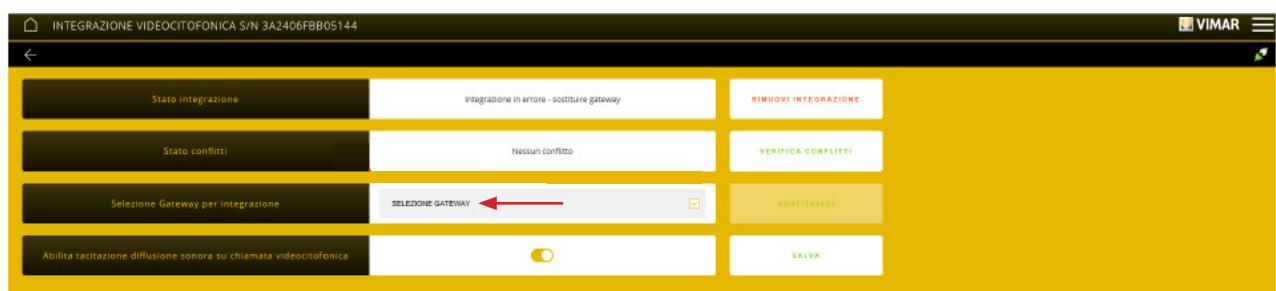 INTEGRAZIONE VIDEOCITOFONICA S/N 3A2406FBB05144
VIMAR
Stato integrazione
Integrazione in errore - sostituire gateway
RIMUOVI INTEGRAZIONE
Stato conflitti
Nessun conflitto
VERIFICA CONFLITTI
Selezione Gateway per integrazione
SELEZIONE GATEWAY
SOSTITUISCI
Abilita tacitazione diffusione sonora su chiamata videocitofonica
SALVA